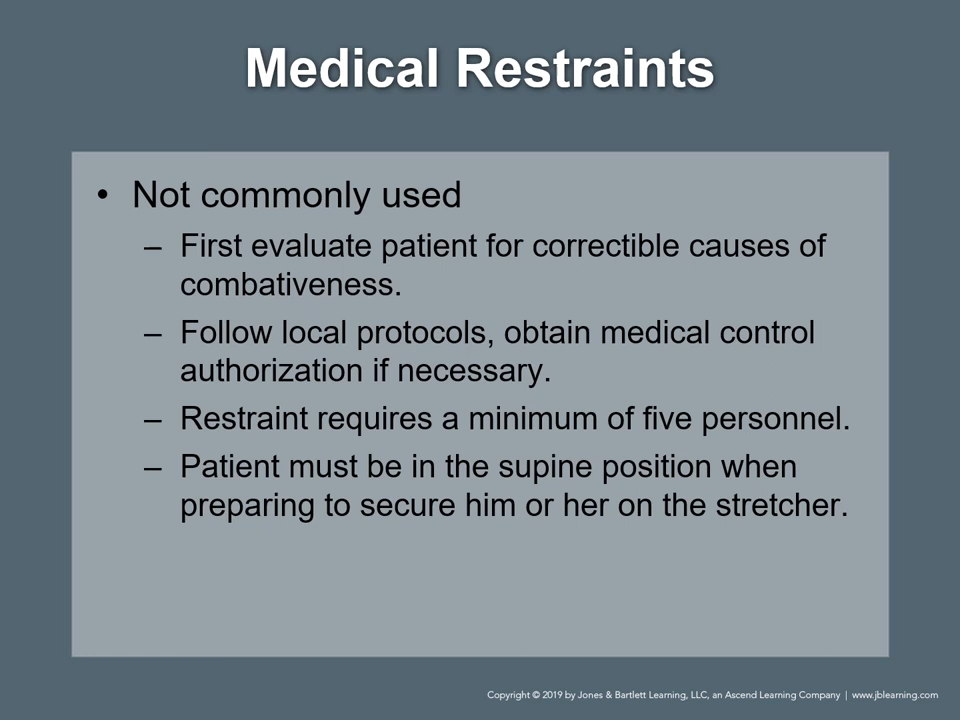 Medical Restraints
• Not commonly used
– First evaluate patient for correctible causes of
combativeness.
– Follow local protocols, obtain medical control
authorization if necessary.
– Restraint requires a minimum of five personnel.
– Patient must be in the supine position when
preparing to secure him or her on the stretcher.
Copyright © 2019 by Jones & Bartlett Learning, LLC, an Ascend Learning Company | www.jblearning.com